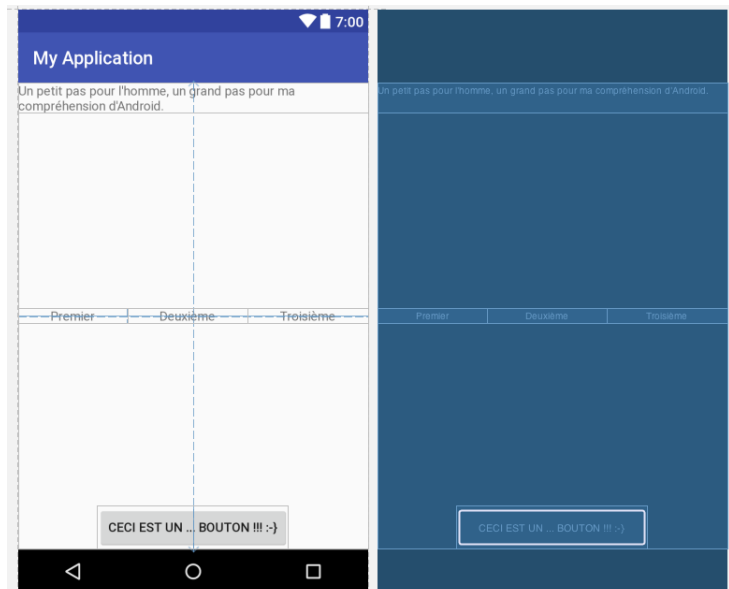 7:00
My Application
Un petit pas pour l'homme, un grand pas pour ma
compréhension d'Android.
Premier Deuxième Troisième
CECI EST UN ... BOUTON !!! :-}
Un petit pas pour l'homme, un grand pas pour ma compréhension d'Android.
Premier Deuxième Troisième
CECI EST UN ... BOUTON !!! :-}